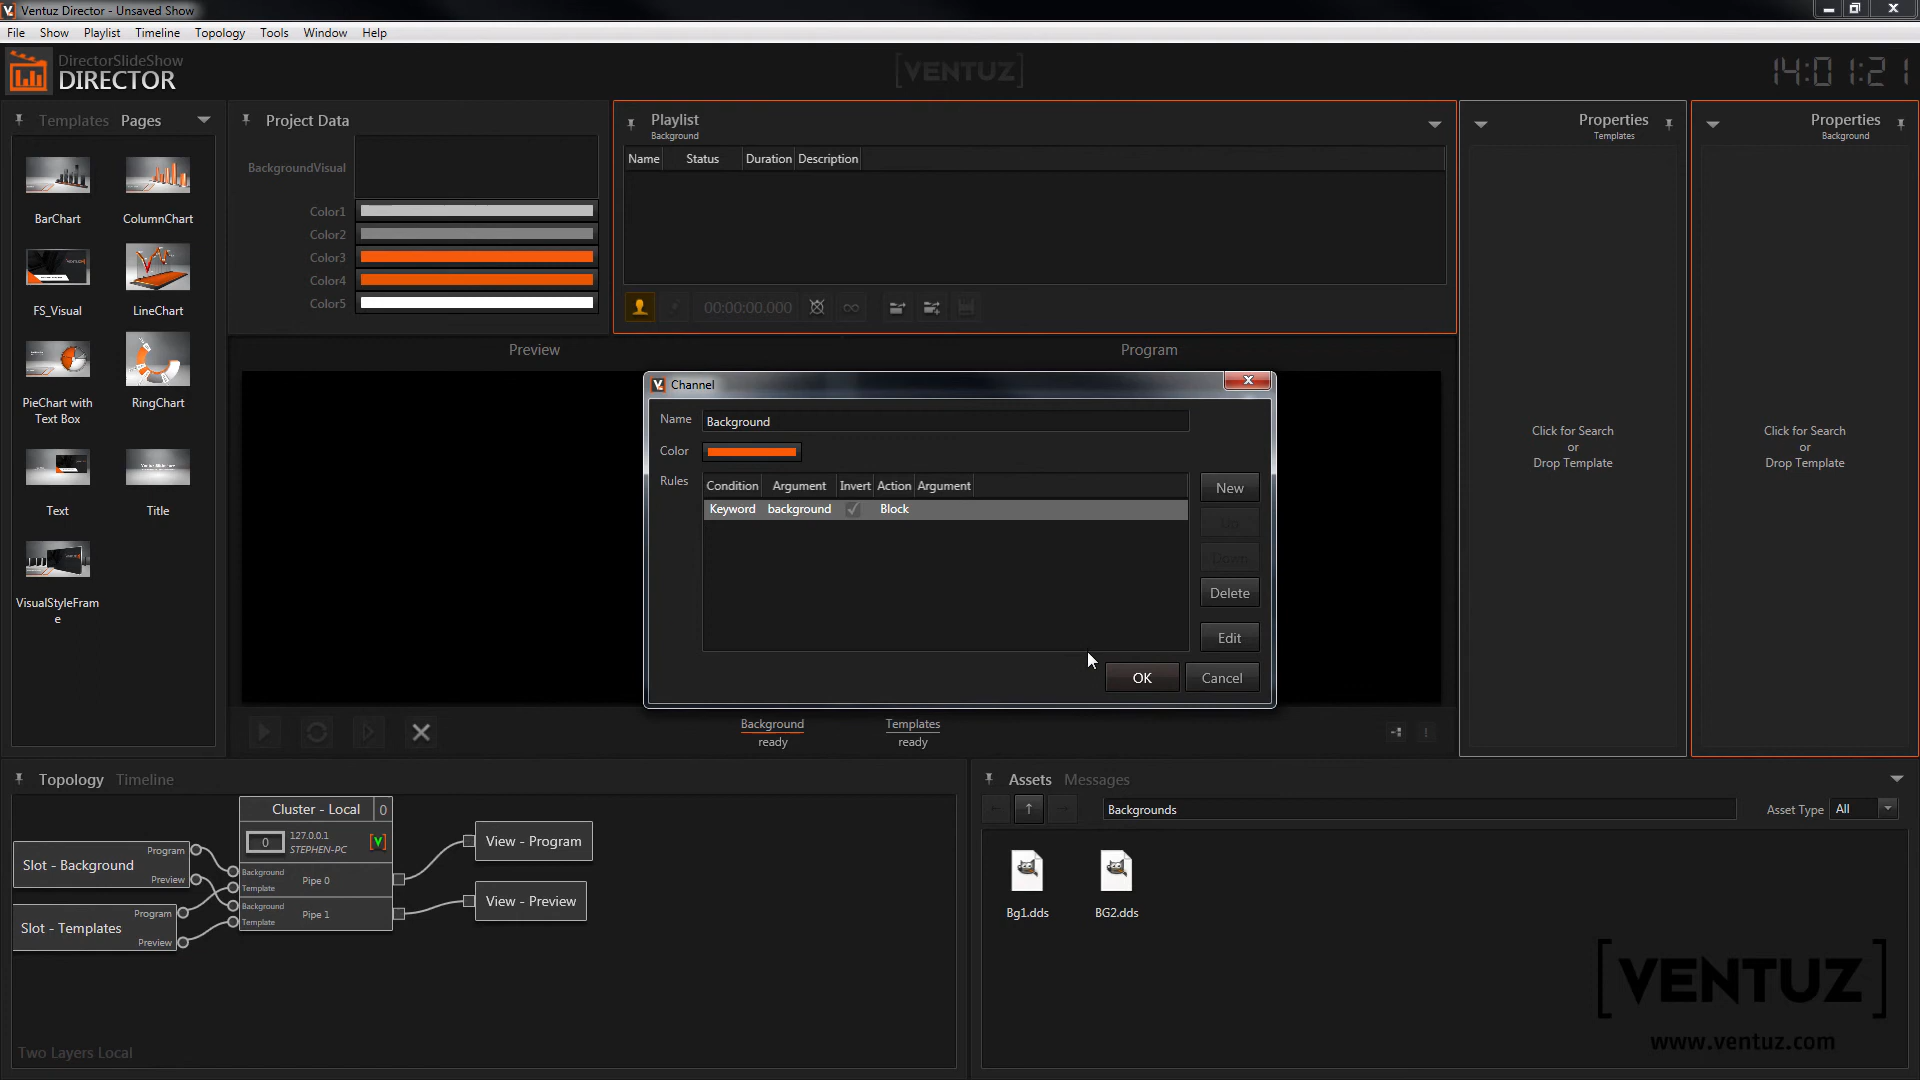 Ventuz Director - Unsaved Show
File Show Playlist Timeline Topology Tools Window Help
DirectorSlideShow
DIRECTOR
[VENTUZ]
14:01:21
Templates Pages
BarChart
ColumnChart
FS_Visual
LineChart
PieChart with
Text Box
RingChart
Text
Title
VisualStyleFram
e
Project Data
BackgroundVisual
Color1
Color2
Color3
Color4
Color5
Playlist
Background
Name Status Duration Description
00:00:00.000
Properties
Templates
Click for Search
or
Drop Template
Properties
Background
Click for Search
or
Drop Template
Preview
Program
Channel
Name Background
Color
Rules
Condition Argument Invert Action Argument
Keyword background Block
New
Up
Down
Delete
Edit
OK
Cancel
Background
ready
Templates
ready
Topology Timeline
Slot - Background
Program
Preview
Slot - Templates
Program
Preview
Cluster - Local 0
0
127.0.0.1
STEPHEN-PC
[V]
Background
Template
Pipe 0
Background
Template
Pipe 1
View - Program
View - Preview
Two Layers Local
Assets Messages
Backgrounds
Asset Type All
Bg1.dds
BG2.dds
[VENTUZ]
www.ventuz.com